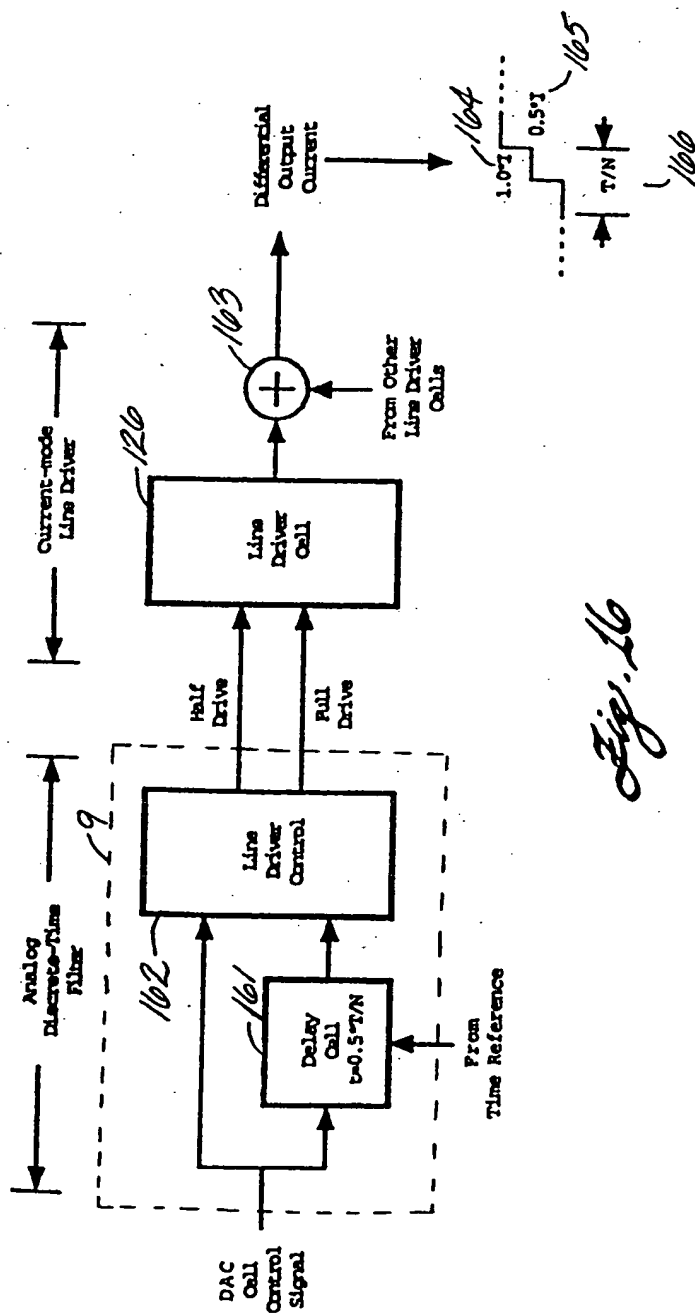 Analog
Discrete-Time
Filter
Current-mode
Line Driver
9
DAC
Cell
Control
Signal
161
Delay
Cell
t=0.5*T/N
From
Time Reference
162
Line
Driver
Control
Half
Drive
Full
Drive
126
Line
Driver
Cell
163
From Other
Line Driver
Cells
Differential
Output
Current
164
1.0*I
0.5*I
165
T/N
166
Fig. 16